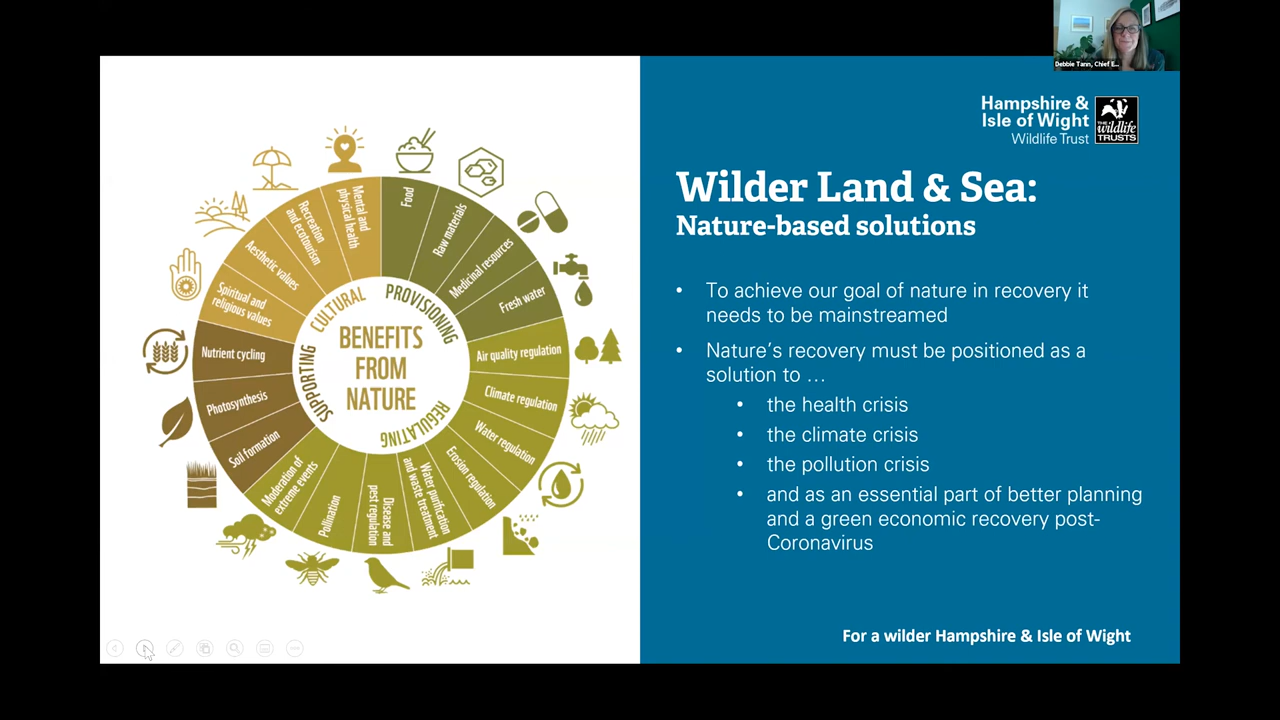 Debbie Tann, Chief E...
Hampshire &
Isle of Wight
Wildlife Trust
THE
wildlife
TRUSTS
Wilder Land & Sea:
Nature-based solutions
• To achieve our goal of nature in recovery it
needs to be mainstreamed
• Nature's recovery must be positioned as a
solution to …
• the health crisis
• the climate crisis
• the pollution crisis
• and as an essential part of better planning
and a green economic recovery post-
Coronavirus
For a wilder Hampshire & Isle of Wight
BENEFITS
FROM
NATURE
PROVISIONING
Food
Raw materials
Medicinal resources
Fresh water
REGULATING
Air quality regulation
Climate regulation
Water regulation
Erosion regulation
Water purification
and waste treatment
Disease and
pest regulation
Pollination
Moderation of
extreme events
SUPPORTING
Soil formation
Photosynthesis
Nutrient cycling
CULTURAL
Spiritual and
religious values
Aesthetic values
Recreation
and ecotourism
Mental and
physical health